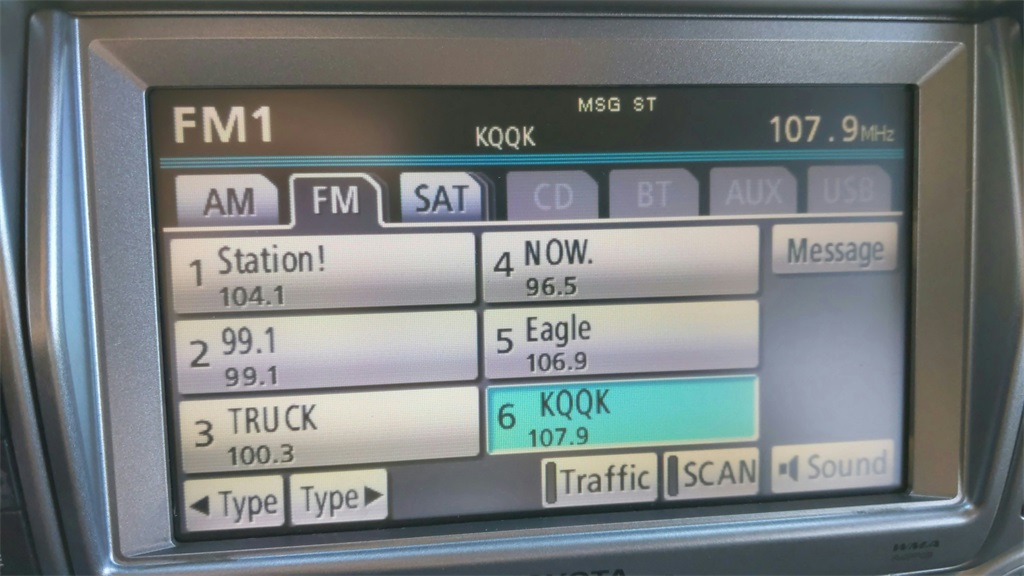 MSG ST
FM1
KQQK
107.9MHz
AM FM SAT CD BT AUX USB
1 Station!
104.1
4 NOW.
96.5
Message
2 99.1
99.1
5 Eagle
106.9
3 TRUCK
100.3
6 KQQK
107.9
◀Type Type▶ Traffic SCAN Sound
WMA